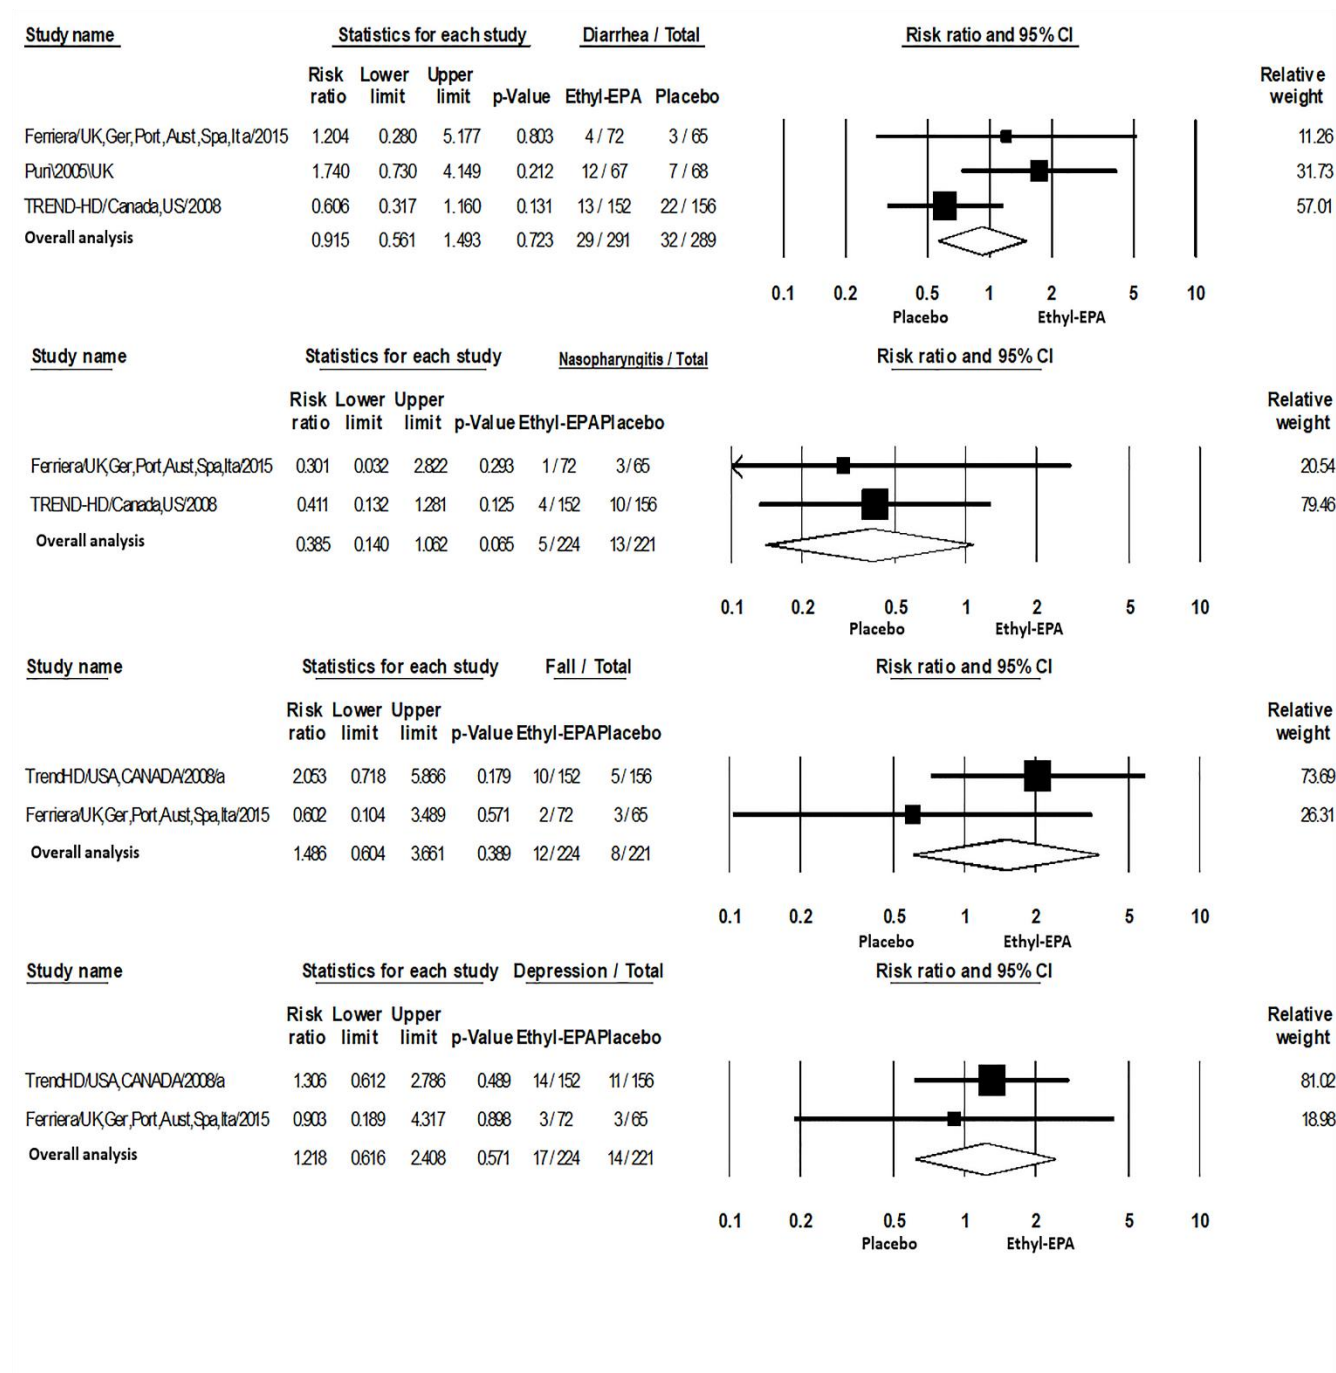 Study name Statistics for each study Diarrhea / Total Risk ratio and 95% CI
Risk Lower Upper Relative
ratio limit limit p-Value Ethyl-EPA Placebo weight
Ferriera/UK,Ger,Port,Aust,Spa,Ita/2015 1.204 0.280 5.177 0.803 4 / 72 3 / 65 11.26
Puri\2005\UK 1.740 0.730 4.149 0.212 12 / 67 7 / 68 31.73
TREND-HD/Canada,US/2008 0.606 0.317 1.160 0.131 13 / 152 22 / 156 57.01
Overall analysis 0.915 0.561 1.493 0.723 29 / 291 32 / 289
0.1 0.2 0.5 1 2 5 10
Placebo Ethyl-EPA
Study name Statistics for each study Nasopharyngitis / Total Risk ratio and 95% CI
Risk Lower Upper Relative
ratio limit limit p-Value Ethyl-EPA Placebo weight
Ferriera/UK,Ger,Port,Aust,Spa,Ita/2015 0.301 0.032 2.822 0.293 1 / 72 3 / 65 20.54
TREND-HD/Canada,US/2008 0.411 0.132 1.281 0.125 4 / 152 10 / 156 79.46
Overall analysis 0.385 0.140 1.062 0.065 5 / 224 13 / 221
0.1 0.2 0.5 1 2 5 10
Placebo Ethyl-EPA
Study name Statistics for each study Fall / Total Risk ratio and 95% CI
Risk Lower Upper Relative
ratio limit limit p-Value Ethyl-EPA Placebo weight
TrendHD/USA,CANADA/2008/a 2.053 0.718 5.866 0.179 10 / 152 5 / 156 73.69
Ferriera/UK,Ger,Port,Aust,Spa,Ita/2015 0.602 0.104 3.489 0.571 2 / 72 3 / 65 26.31
Overall analysis 1.486 0.604 3.661 0.389 12 / 224 8 / 221
0.1 0.2 0.5 1 2 5 10
Placebo Ethyl-EPA
Study name Statistics for each study Depression / Total Risk ratio and 95% CI
Risk Lower Upper Relative
ratio limit limit p-Value Ethyl-EPA Placebo weight
TrendHD/USA,CANADA/2008/a 1.306 0.612 2.786 0.489 14 / 152 11 / 156 81.02
Ferriera/UK,Ger,Port,Aust,Spa,Ita/2015 0.903 0.189 4.317 0.898 3 / 72 3 / 65 18.98
Overall analysis 1.218 0.616 2.408 0.571 17 / 224 14 / 221
0.1 0.2 0.5 1 2 5 10
Placebo Ethyl-EPA